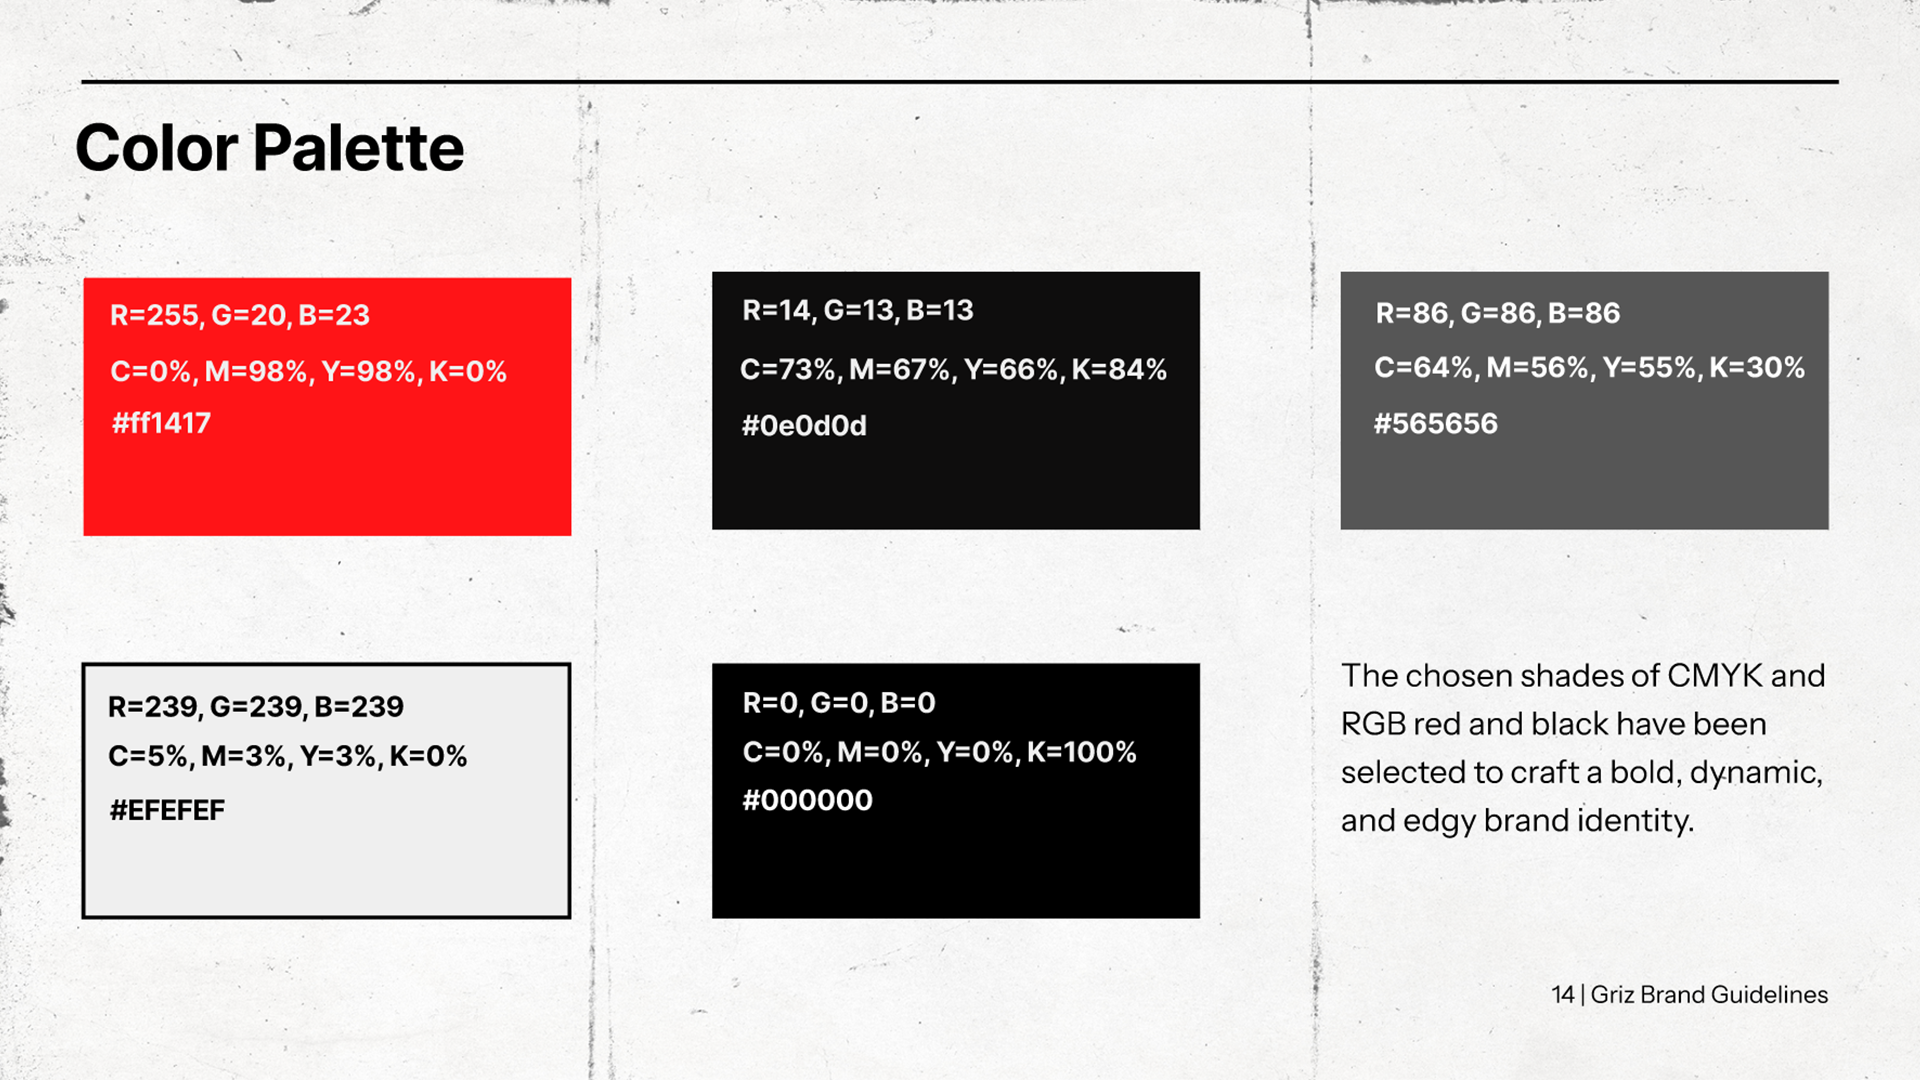 Color Palette
R=255, G=20, B=23
C=0%, M=98%, Y=98%, K=0%
#ff1417
R=14, G=13, B=13
C=73%, M=67%, Y=66%, K=84%
#0e0d0d
R=86, G=86, B=86
C=64%, M=56%, Y=55%, K=30%
#565656
R=239, G=239, B=239
C=5%, M=3%, Y=3%, K=0%
#EFEFEF
R=0, G=0, B=0
C=0%, M=0%, Y=0%, K=100%
#000000
The chosen shades of CMYK and
RGB red and black have been
selected to craft a bold, dynamic,
and edgy brand identity.
14 | Griz Brand Guidelines